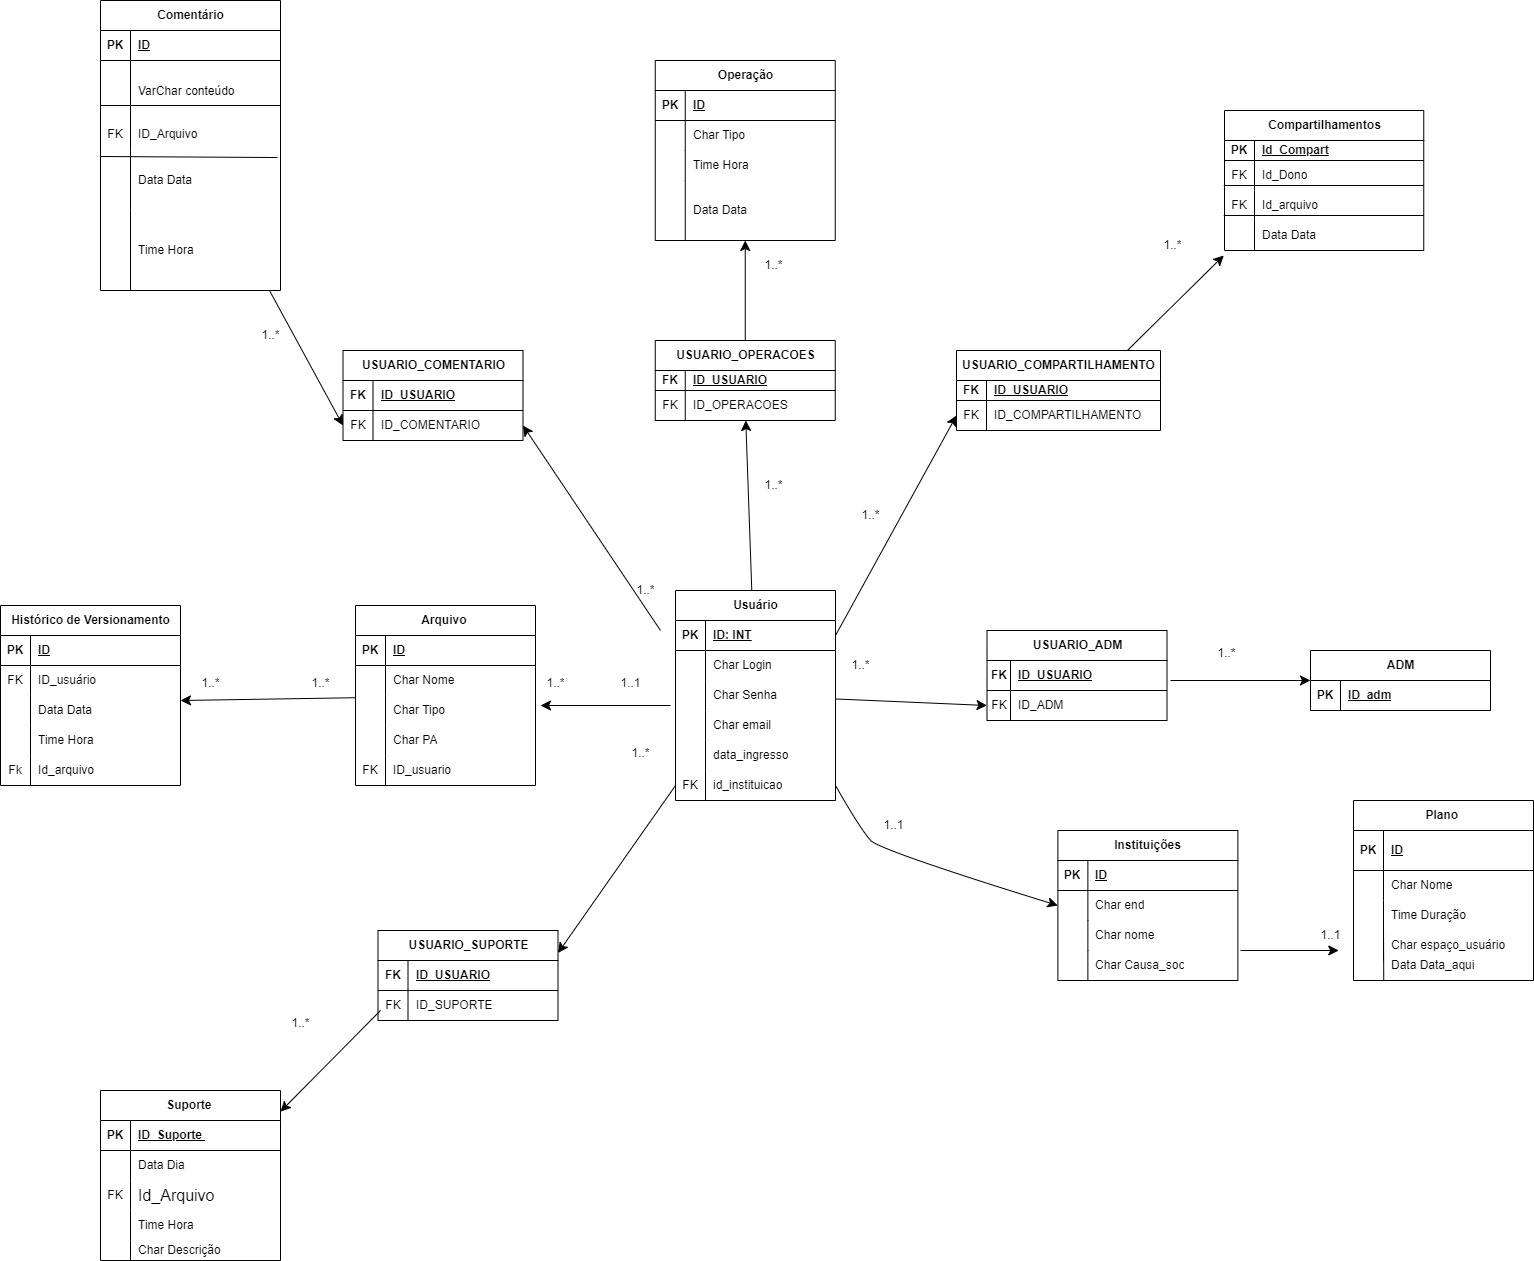 Comentário
PK ID
VarChar conteúdo
FK ID_Arquivo
Data Data
Time Hora
1..*
Operação
PK ID
Char Tipo
Time Hora
Data Data
1..*
Compartilhamentos
PK Id_Compart
FK Id_Dono
FK Id_arquivo
Data Data
1..*
USUARIO_COMENTARIO
FK ID_USUARIO
FK ID_COMENTARIO
1..*
USUARIO_OPERACOES
FK ID_USUARIO
FK ID_OPERACOES
1..*
USUARIO_COMPARTILHAMENTO
FK ID_USUARIO
FK ID_COMPARTILHAMENTO
1..*
Histórico de Versionamento
PK ID
FK ID_usuário
Data Data
Time Hora
Fk Id_arquivo
1..*
1..*
Arquivo
PK ID
Char Nome
Char Tipo
Char PA
FK ID_usuario
1..*
1..1
Usuário
PK ID: INT
Char Login
Char Senha
Char email
data_ingresso
FK id_instituicao
1..*
USUARIO_ADM
FK ID_USUARIO
FK ID_ADM
1..*
ADM
PK ID_adm
1..*
1..1
Instituições
PK ID
Char end
Char nome
Char Causa_soc
1..1
Plano
PK ID
Char Nome
Time Duração
Char espaço_usuário
Data Data_aqui
USUARIO_SUPORTE
FK ID_USUARIO
FK ID_SUPORTE
1..*
Suporte
PK ID_Suporte
Data Dia
FK Id_Arquivo
Time Hora
Char Descrição